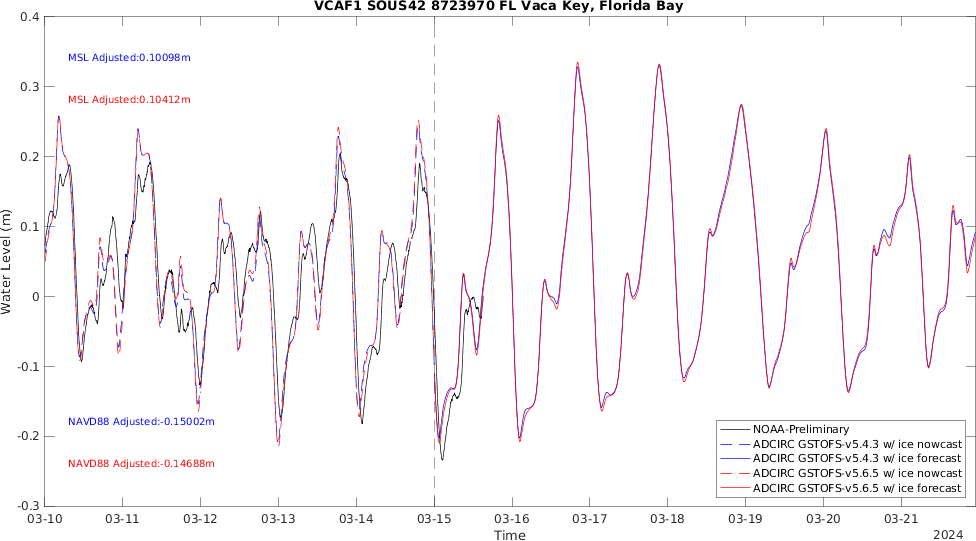 VCAF1 SOUS42 8723970 FL Vaca Key, Florida Bay
0.4
0.3
0.2
0.1
0
-0.1
-0.2
-0.3
Water Level (m)
MSL Adjusted:0.10098m
MSL Adjusted:0.10412m
NAVD88 Adjusted:-0.15002m
NAVD88 Adjusted:-0.14688m
NOAA-Preliminary
ADCIRC GSTOFS-v5.4.3 w/ ice nowcast
ADCIRC GSTOFS-v5.4.3 w/ ice forecast
ADCIRC GSTOFS-v5.6.5 w/ ice nowcast
ADCIRC GSTOFS-v5.6.5 w/ ice forecast
03-10 03-11 03-12 03-13 03-14 03-15 03-16 03-17 03-18 03-19 03-20 03-21
Time
2024